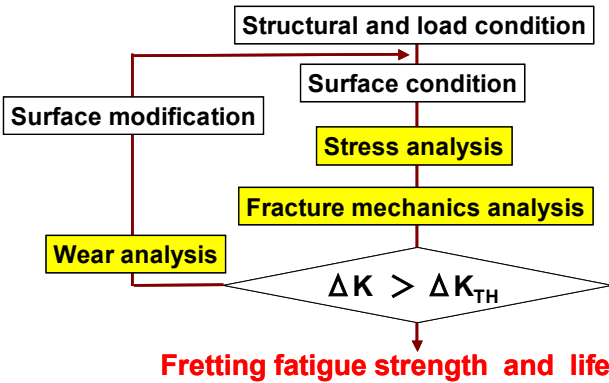 Structural and load condition
Surface condition
Surface modification
Stress analysis
Fracture mechanics analysis
Wear analysis
ΔK > ΔK_TH
Fretting fatigue strength and life